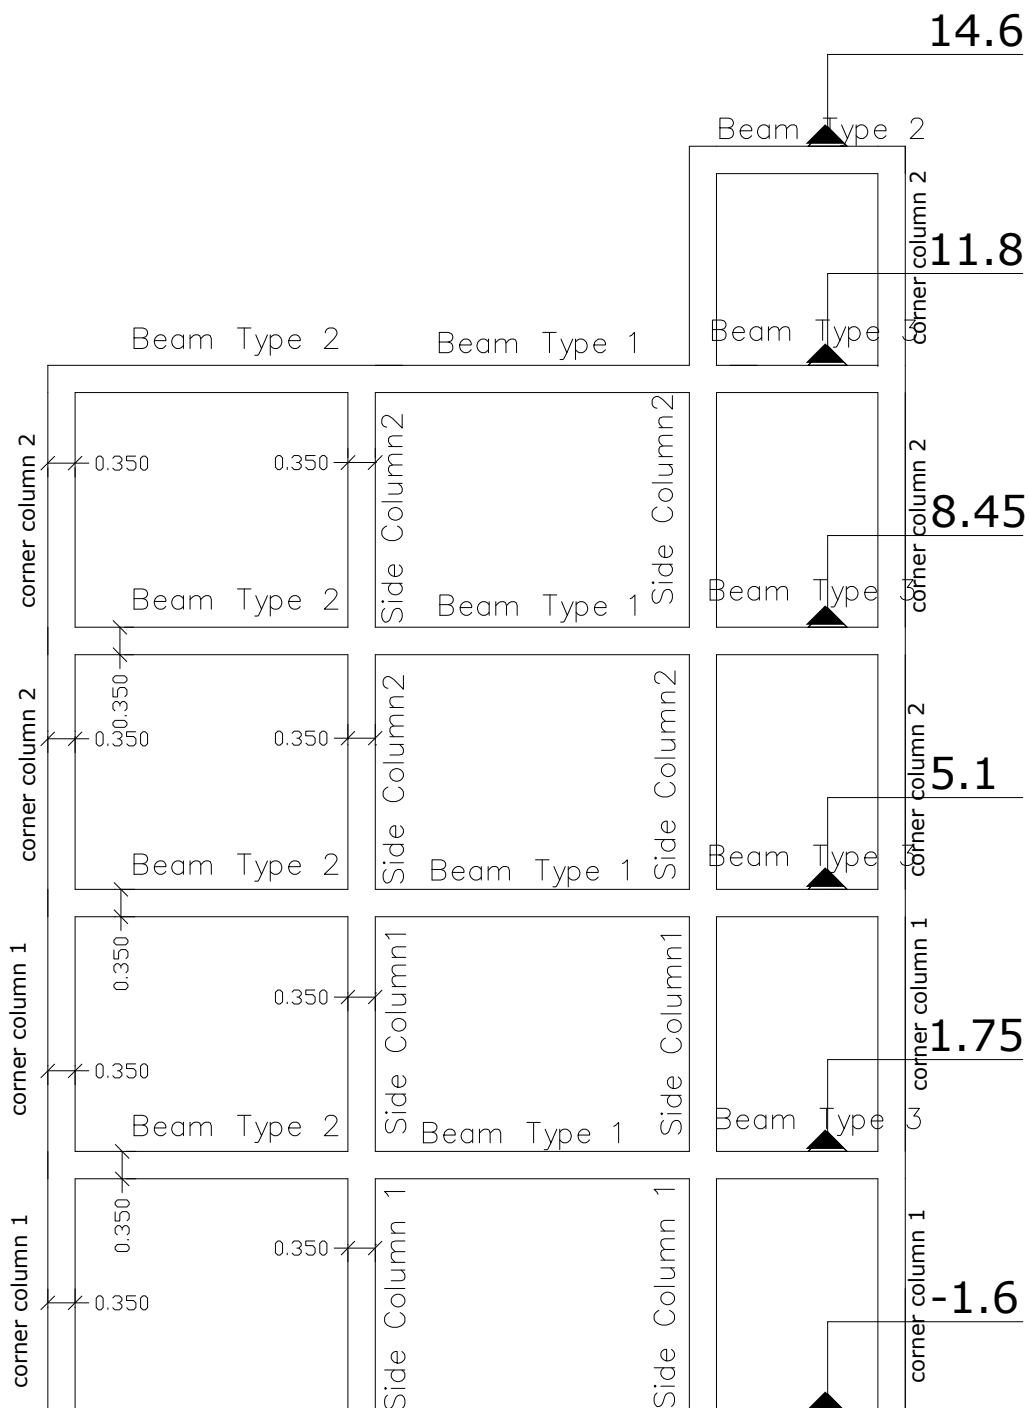 14.6
Beam Type 2
corner column 2
11.8
Beam Type 2
Beam Type 1
Beam Type 3
corner column 2
0.350
0.350
Side Column2
Side Column2
corner column 2
8.45
Beam Type 2
Beam Type 1
Beam Type 3
0.350
corner column 2
0.350
0.350
Side Column2
Side Column2
corner column 2
5.1
Beam Type 2
Beam Type 1
Beam Type 3
0.350
corner column 1
0.350
0.350
Side Column1
Side Column1
corner column 1
1.75
Beam Type 2
Beam Type 1
Beam Type 3
0.350
corner column 1
0.350
0.350
Side Column 1
Side Column 1
corner column 1
-1.6